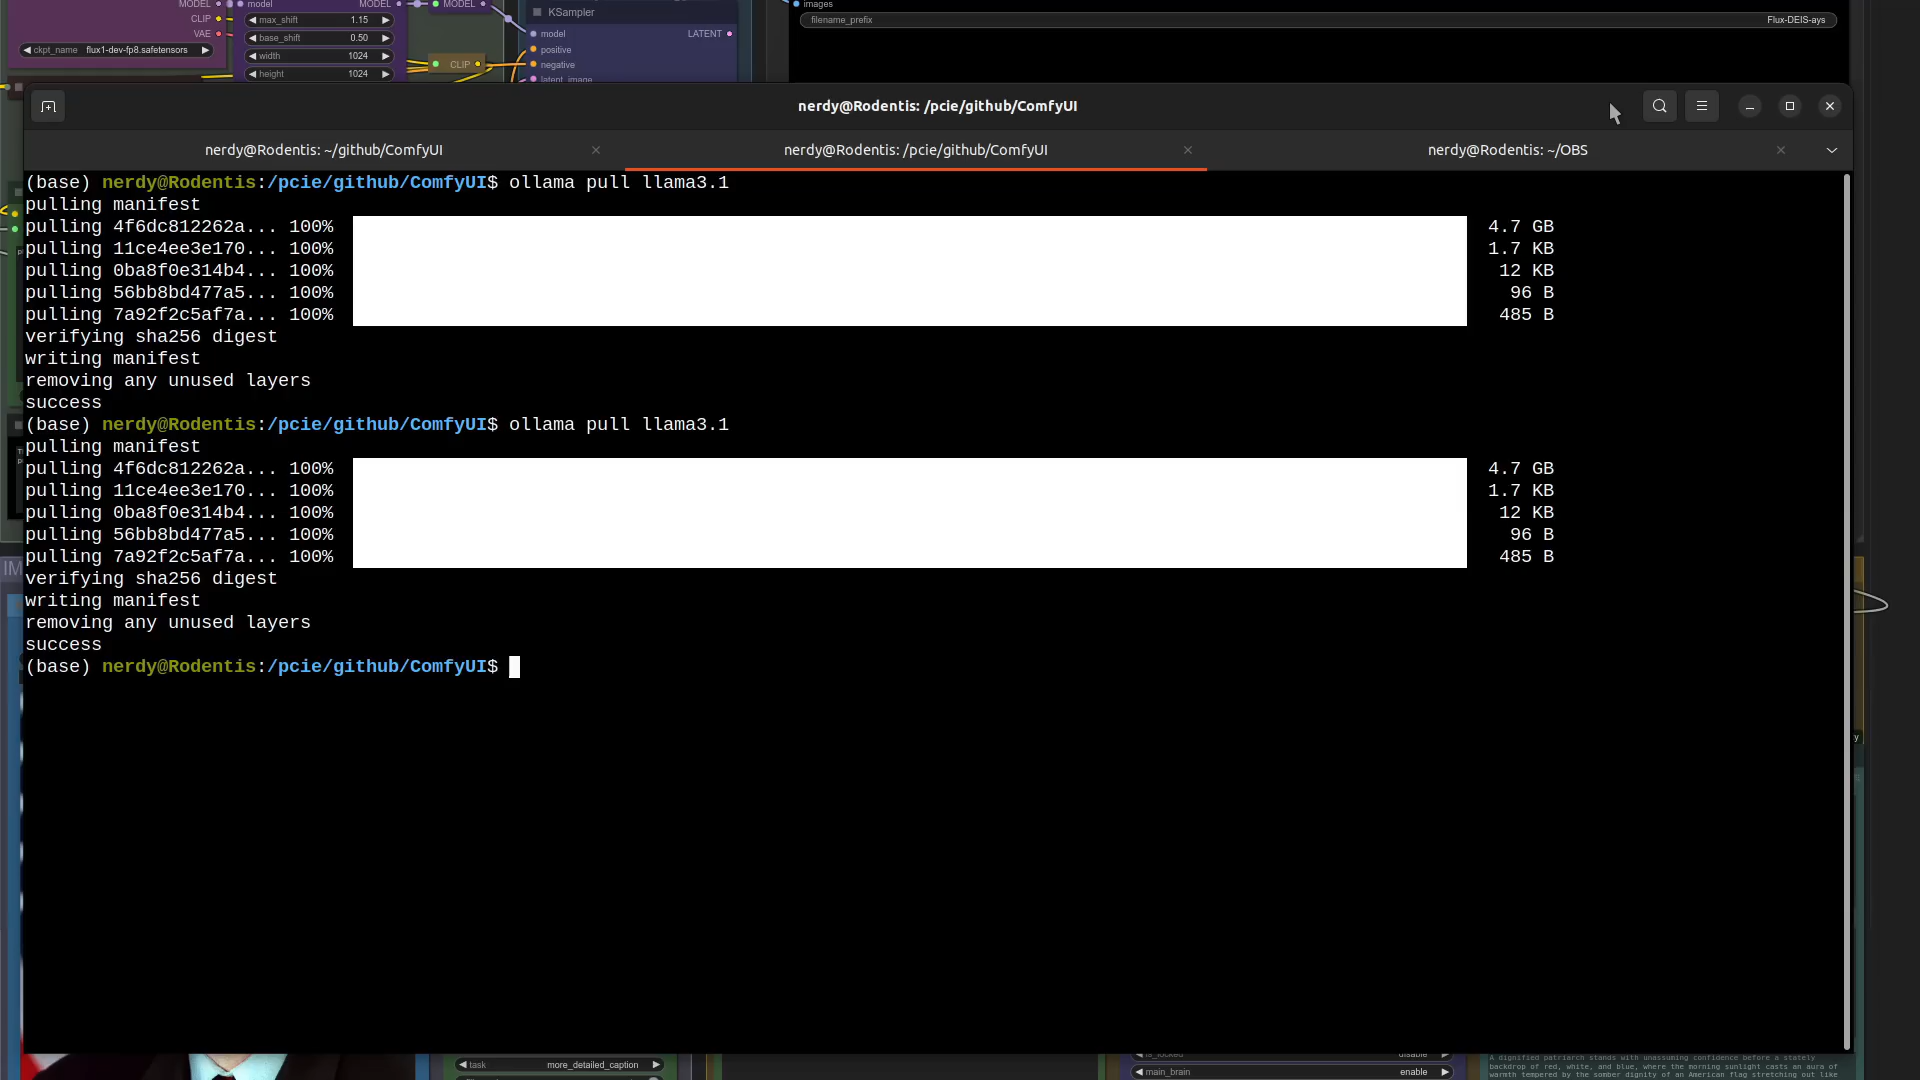 MODEL
CLIP
VAE
ckpt_name flux1-dev-fp8.safetensors
model MODEL
max_shift 1.15
base_shift 0.50
width 1024
height 1024
MODEL
CLIP
KSampler
model LATENT
positive
negative
latent_image
images
filename_prefix Flux-DEIS-ays
nerdy@Rodentis: /pcie/github/ComfyUI
nerdy@Rodentis: ~/github/ComfyUI
nerdy@Rodentis: /pcie/github/ComfyUI
nerdy@Rodentis: ~/OBS
(base) nerdy@Rodentis:/pcie/github/ComfyUI$ ollama pull llama3.1
pulling manifest
pulling 4f6dc812262a... 100% 4.7 GB
pulling 11ce4ee3e170... 100% 1.7 KB
pulling 0ba8f0e314b4... 100% 12 KB
pulling 56bb8bd477a5... 100% 96 B
pulling 7a92f2c5af7a... 100% 485 B
verifying sha256 digest
writing manifest
removing any unused layers
success
(base) nerdy@Rodentis:/pcie/github/ComfyUI$ ollama pull llama3.1
pulling manifest
pulling 4f6dc812262a... 100% 4.7 GB
pulling 11ce4ee3e170... 100% 1.7 KB
pulling 0ba8f0e314b4... 100% 12 KB
pulling 56bb8bd477a5... 100% 96 B
pulling 7a92f2c5af7a... 100% 485 B
verifying sha256 digest
writing manifest
removing any unused layers
success
(base) nerdy@Rodentis:/pcie/github/ComfyUI$
IM
task more_detailed_caption
is_locked disable
main_brain enable
A dignified patriarch stands with unassuming confidence before a stately
backdrop of red, white, and blue, where the morning sunlight casts an aura of
warmth tempered by the somber dignity of an American flag stretching out like